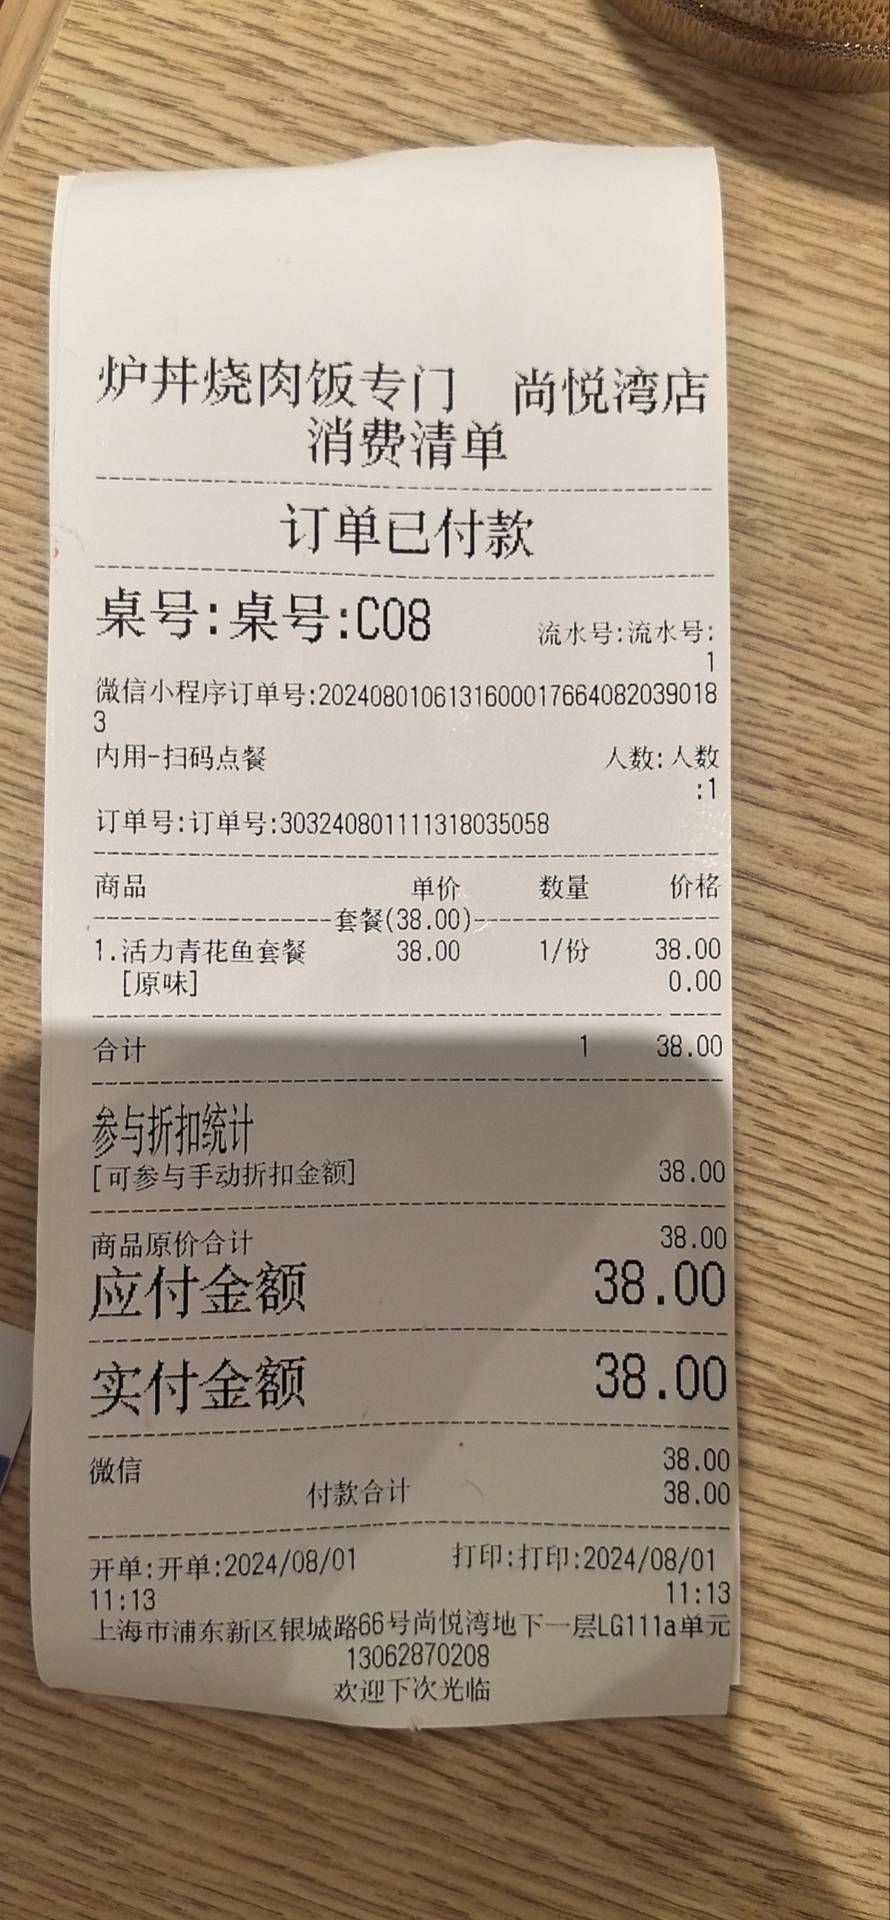 炉丼烧肉饭专门 尚悦湾店
消费清单
订单已付款
桌号:桌号:C08 流水号:流水号:
1
微信小程序订单号:2024080106131600017664082039018
3
内用-扫码点餐 人数:人数
:1
订单号:订单号:303240801111318035058
商品 单价 数量 价格
套餐(38.00)
1.活力青花鱼套餐 38.00 1/份 38.00
[原味] 0.00
合计 1 38.00
参与折扣统计
[可参与手动折扣金额] 38.00
商品原价合计 38.00
应付金额 38.00
实付金额 38.00
微信 38.00
付款合计 38.00
开单:开单:2024/08/01 打印:打印:2024/08/01
11:13 11:13
上海市浦东新区银城路66号尚悦湾地下一层LG111a单元
13062870208
欢迎下次光临